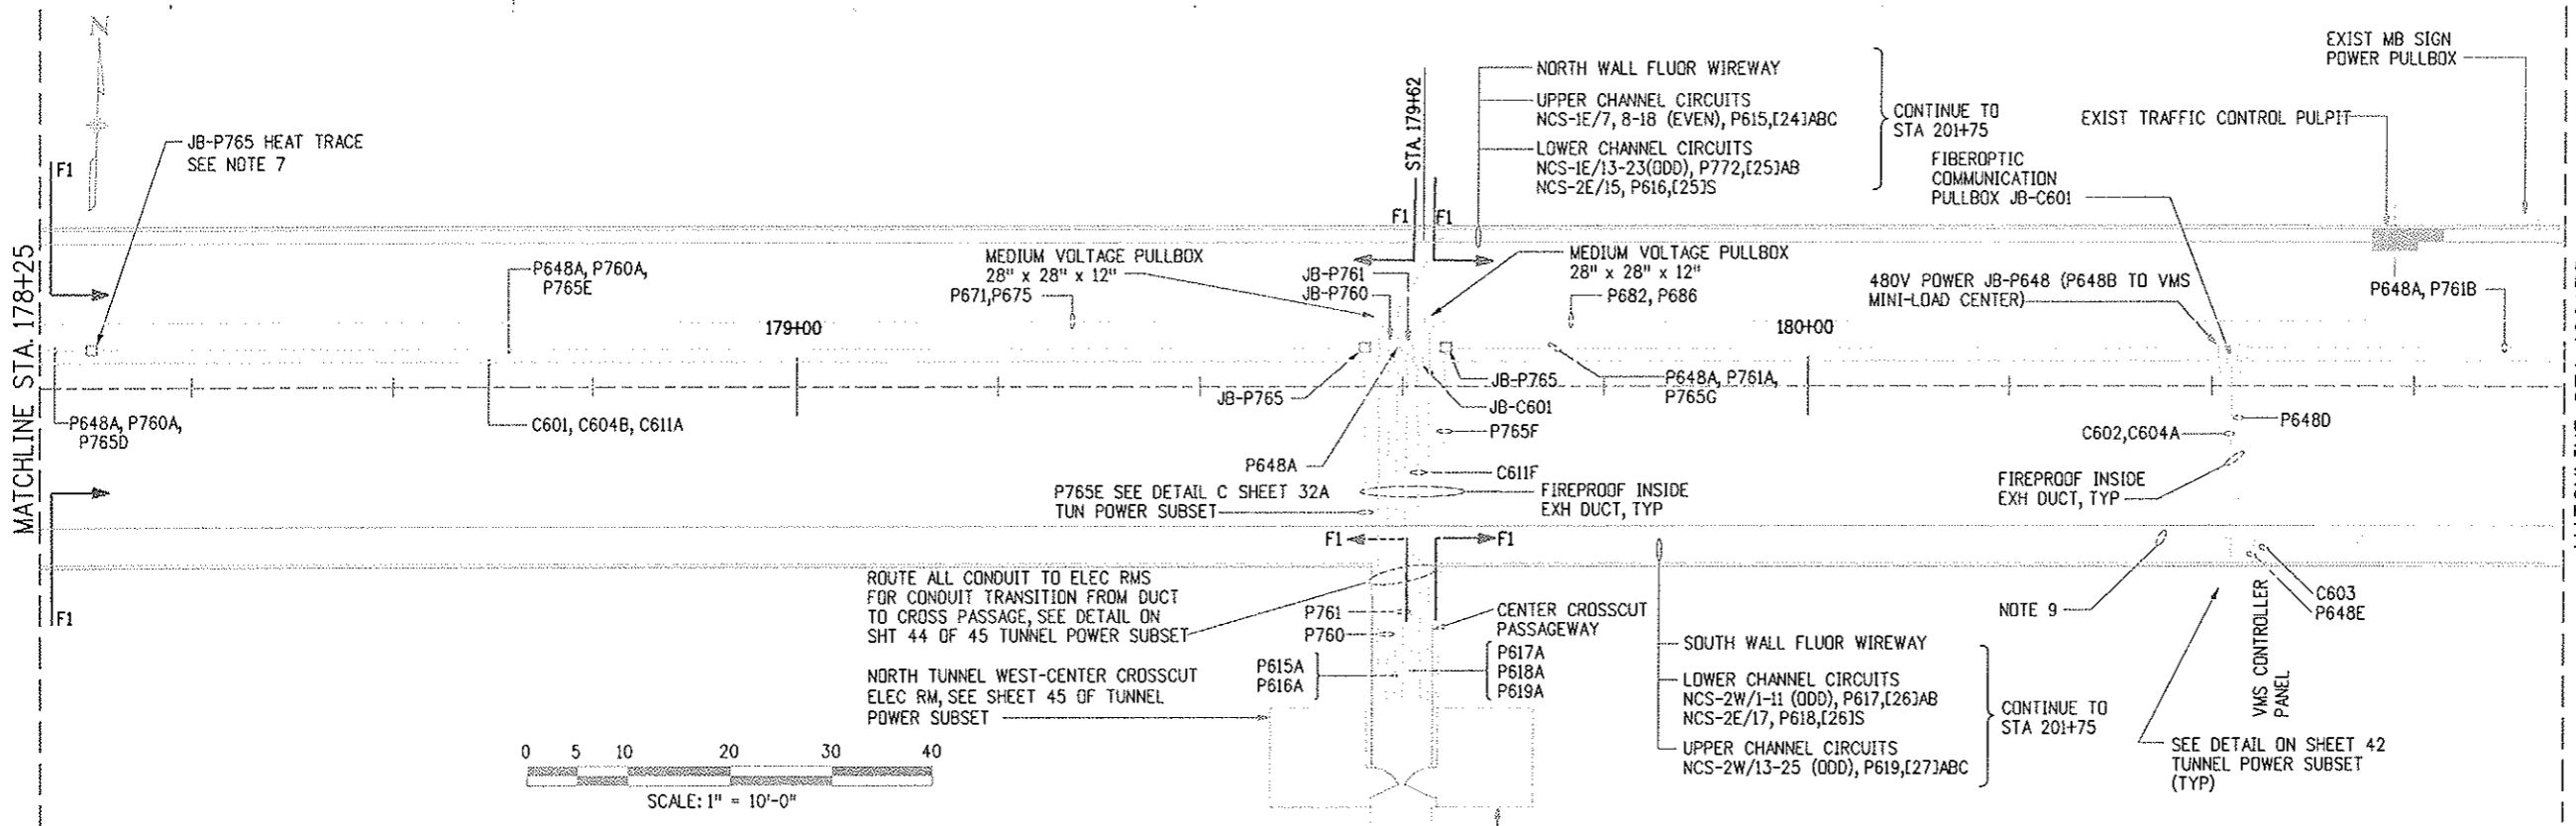 N
JB-P765 HEAT TRACE
SEE NOTE 7
F1
MATCHLINE STA. 178+25
P648A, P760A,
P765E
P648A, P760A,
P765D
C601, C604B, C611A
179+00
P671,P675
MEDIUM VOLTAGE PULLBOX
28" x 28" x 12"
STA. 179+62
F1
F1
JB-P761
JB-P760
NORTH WALL FLUOR WIREWAY
UPPER CHANNEL CIRCUITS
NCS-1E/7, 8-18 (EVEN), P615,[24]ABC
LOWER CHANNEL CIRCUITS
NCS-1E/13-23(ODD), P772,[25]AB
NCS-2E/15, P616,[25]S
CONTINUE TO
STA 201+75
MEDIUM VOLTAGE PULLBOX
28" x 28" x 12"
P682, P686
EXIST MB SIGN
POWER PULLBOX
EXIST TRAFFIC CONTROL PULPIT
FIBEROPTIC
COMMUNICATION
PULLBOX JB-C601
480V POWER JB-P648 (P648B TO VMS
MINI-LOAD CENTER)
P648A, P761B
180+00
JB-P765
JB-P765
JB-C601
P648A, P761A,
P765G
P765F
P648A
C611F
P765E SEE DETAIL C SHEET 32A
TUN POWER SUBSET
FIREPROOF INSIDE
EXH DUCT, TYP
P648D
C602,C604A
FIREPROOF INSIDE
EXH DUCT, TYP
F1
F1
F1
ROUTE ALL CONDUIT TO ELEC RMS
FOR CONDUIT TRANSITION FROM DUCT
TO CROSS PASSAGE, SEE DETAIL ON
SHT 44 OF 45 TUNNEL POWER SUBSET
P761
P760
CENTER CROSSCUT
PASSAGEWAY
P615A
P616A
P617A
P618A
P619A
NORTH TUNNEL WEST-CENTER CROSSCUT
ELEC RM, SEE SHEET 45 OF TUNNEL
POWER SUBSET
SOUTH WALL FLUOR WIREWAY
LOWER CHANNEL CIRCUITS
NCS-2W/1-11 (ODD), P617,[26]AB
NCS-2E/17, P618,[26]S
UPPER CHANNEL CIRCUITS
NCS-2W/13-25 (ODD), P619,[27]ABC
CONTINUE TO
STA 201+75
NOTE 9
C603
P648E
VMS CONTROLLER
PANEL
SEE DETAIL ON SHEET 42
TUNNEL POWER SUBSET
(TYP)
0 5 10 20 30 40
SCALE: 1" = 10'-0"